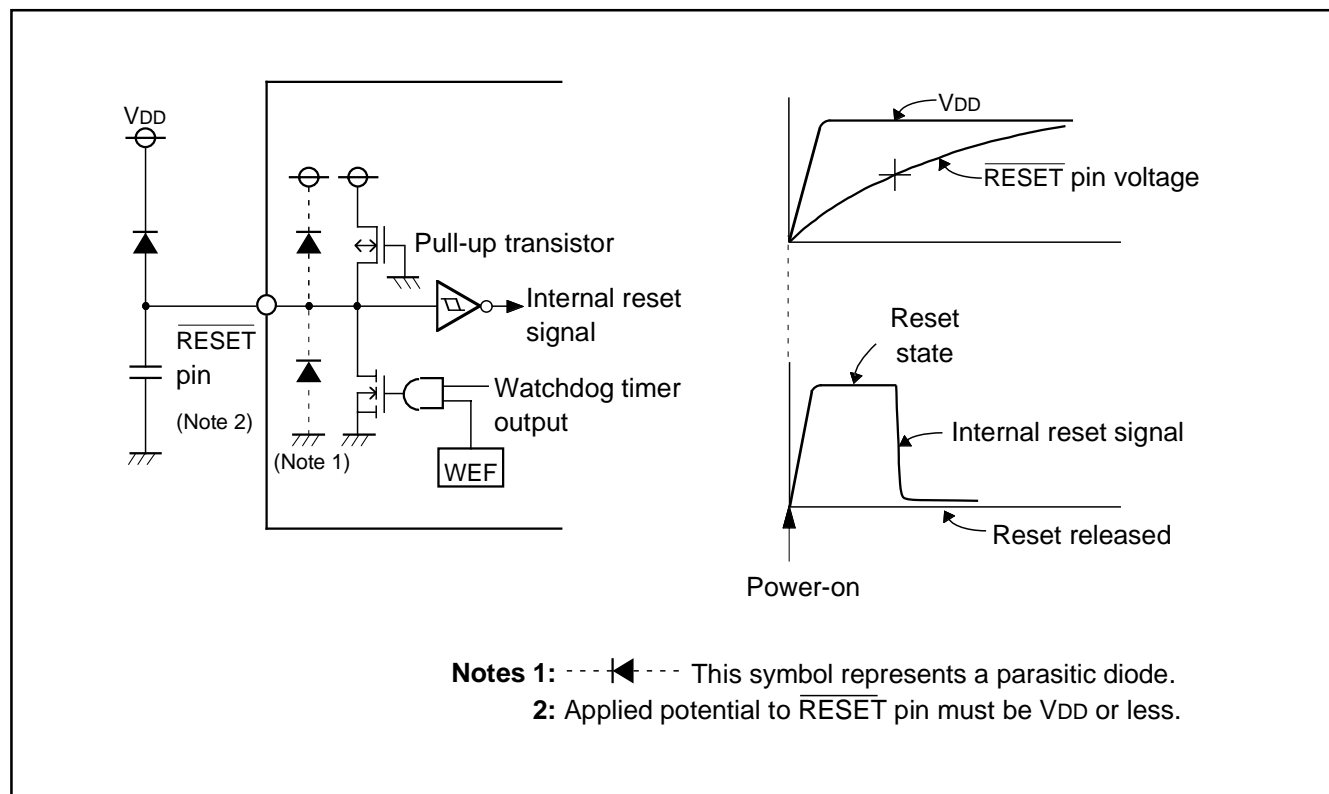 VDD
Pull-up transistor
Internal reset
signal
RESET
pin
(Note 2)
Watchdog timer
output
(Note 1)
WEF
VDD
RESET pin voltage
Reset
state
Internal reset signal
Reset released
Power-on
Notes 1: This symbol represents a parasitic diode.
2: Applied potential to RESET pin must be VDD or less.